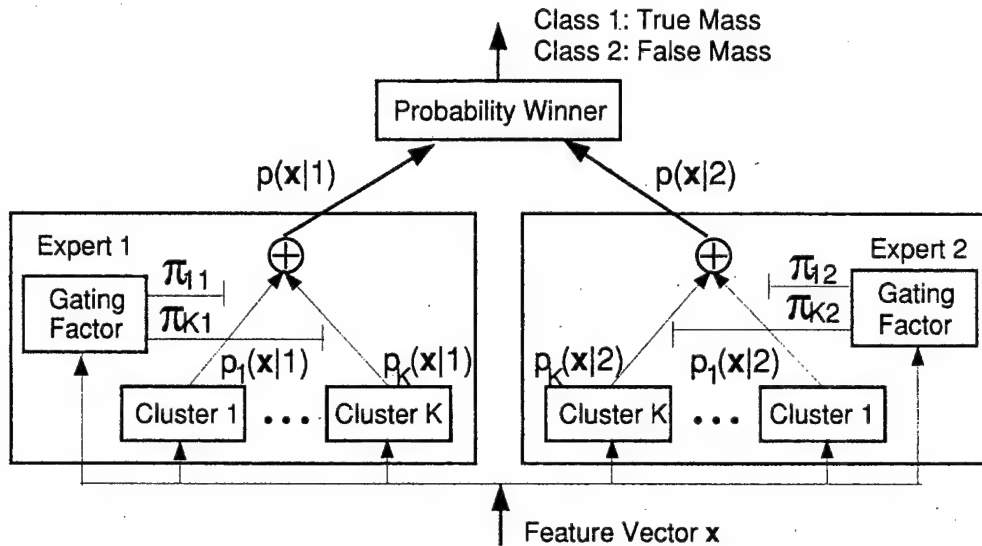 Class 1: True Mass
Class 2: False Mass
Probability Winner
p(x|1)
p(x|2)
Expert 1
Expert 2
π11
π12
Gating
Factor
Gating
Factor
πK1
πK2
p1(x|1)
pK(x|1)
pK(x|2)
p1(x|2)
Cluster 1 ... Cluster K
Cluster K ... Cluster 1
Feature Vector x